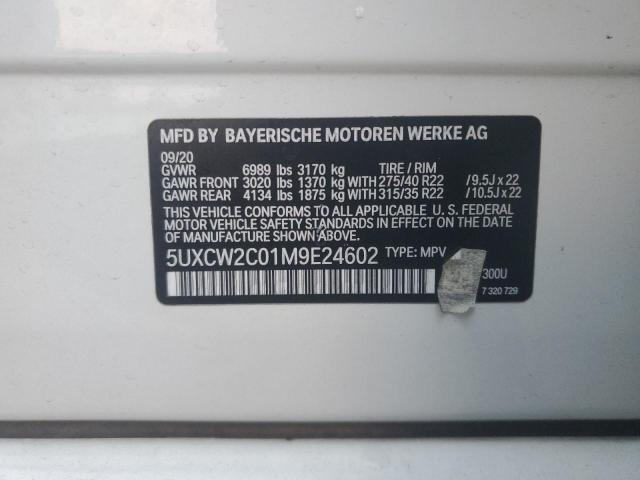 MFD BY BAYERISCHE MOTOREN WERKE AG
09/20
GVWR 6989 lbs 3170 kg TIRE / RIM
GAWR FRONT 3020 lbs 1370 kg WITH 275/40 R22 / 9.5J x 22
GAWR REAR 4134 lbs 1875 kg WITH 315/35 R22 / 10.5J x 22
THIS VEHICLE CONFORMS TO ALL APPLICABLE U. S. FEDERAL
MOTOR VEHICLE SAFETY STANDARDS IN EFFECT ON THE DATE
OF MANUFACTURE SHOWN ABOVE.
5UXCW2C01M9E24602 TYPE: MPV
300U
7 320 729